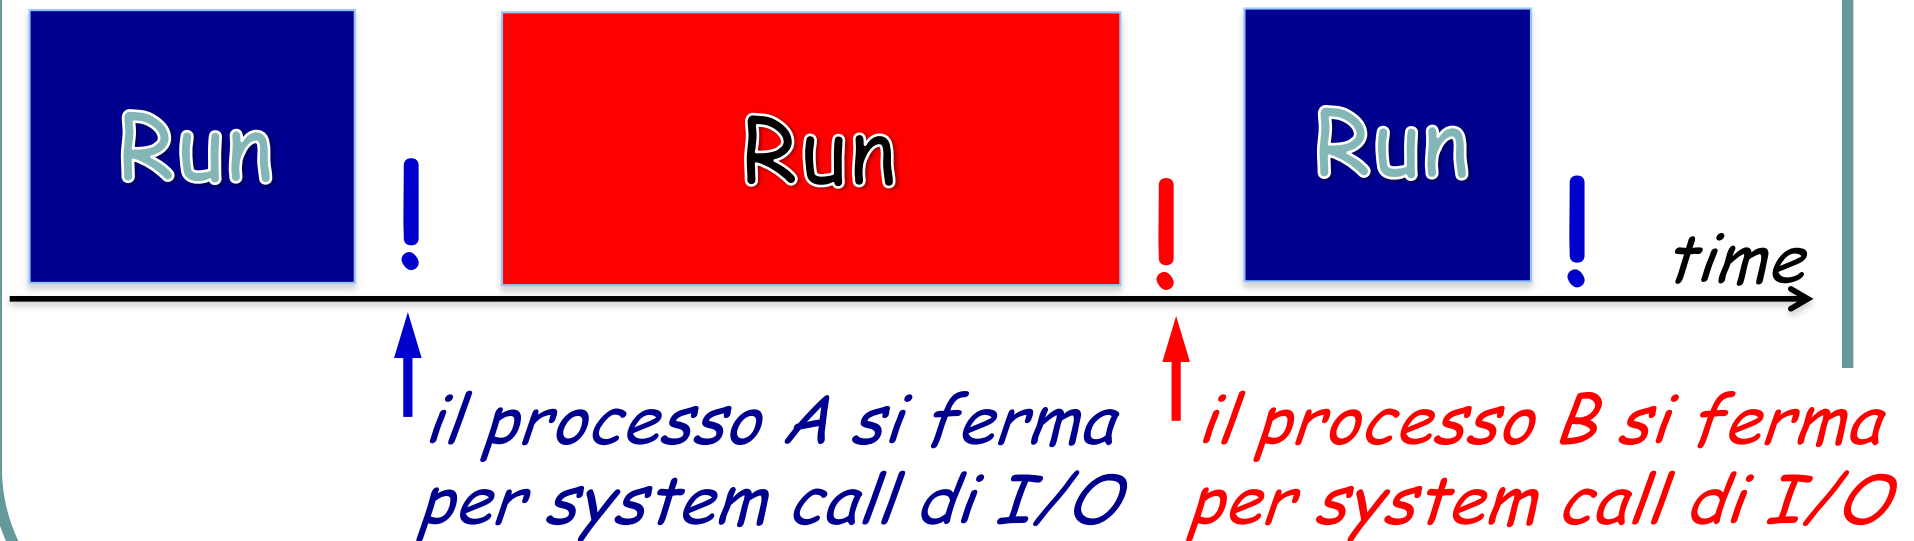 Run
!
Run
!
Run
!
time
il processo A si ferma
per system call di I/O
il processo B si ferma
per system call di I/O